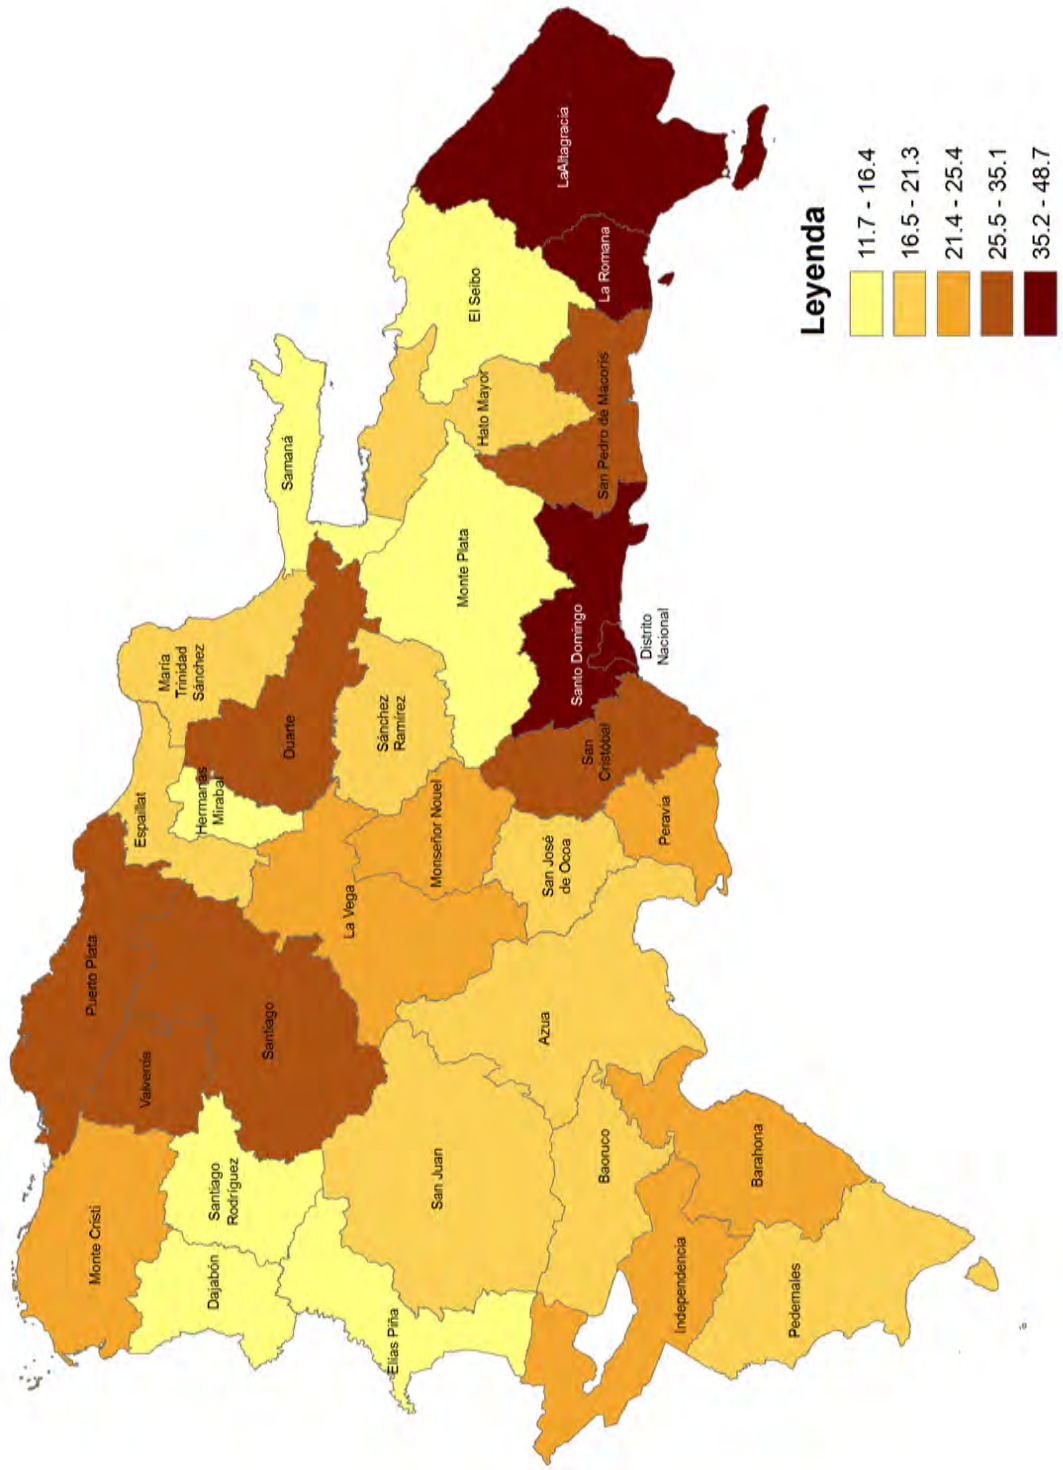 Puerto Plata
Monte Cristi
Valverde
Espaillat
María
Trinidad
Sánchez
Hermanas
Mirabal
Santiago
Rodríguez
Dajabón
Santiago
Duarte
Samaná
La Vega
Sánchez
Ramírez
Elías Piña
San Juan
Monseñor Nouel
Monte Plata
Hato Mayor
El Seibo
LaAltagracia
Azua
San José
de Ocoa
San
Cristóbal
Santo Domingo
San Pedro de Macorís
La Romana
Baoruco
Peravia
Distrito
Nacional
Independencia
Barahona
Pedernales
Leyenda
11.7 - 16.4
16.5 - 21.3
21.4 - 25.4
25.5 - 35.1
35.2 - 48.7